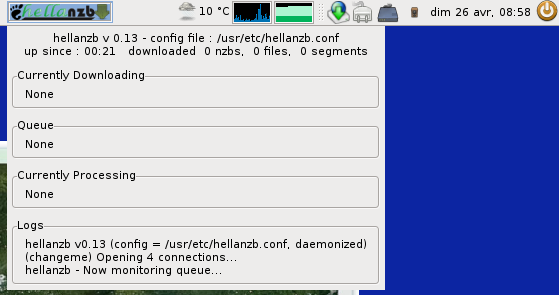 hellanzb
10 °C
dim 26 avr, 08:58
hellanzb v 0.13 - config file : /usr/etc/hellanzb.conf
up since : 00:21 downloaded 0 nzbs, 0 files, 0 segments
Currently Downloading
None
Queue
None
Currently Processing
None
Logs
hellanzb v0.13 (config = /usr/etc/hellanzb.conf, daemonized)
(changeme) Opening 4 connections...
hellanzb - Now monitoring queue...